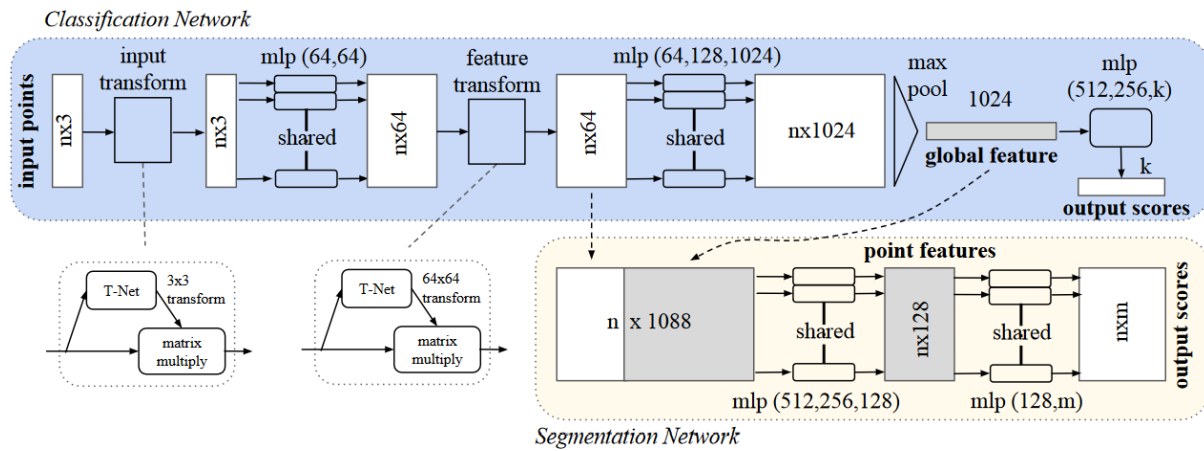 Classification Network
input points
nx3
input
transform
nx3
mlp (64,64)
shared
nx64
feature
transform
nx64
mlp (64,128,1024)
shared
nx1024
max
pool
1024
global feature
mlp
(512,256,k)
k
output scores
T-Net
3x3
transform
matrix
multiply
T-Net
64x64
transform
matrix
multiply
point features
n x 1088
shared
mlp (512,256,128)
nx128
shared
mlp (128,m)
nxm
output scores
Segmentation Network